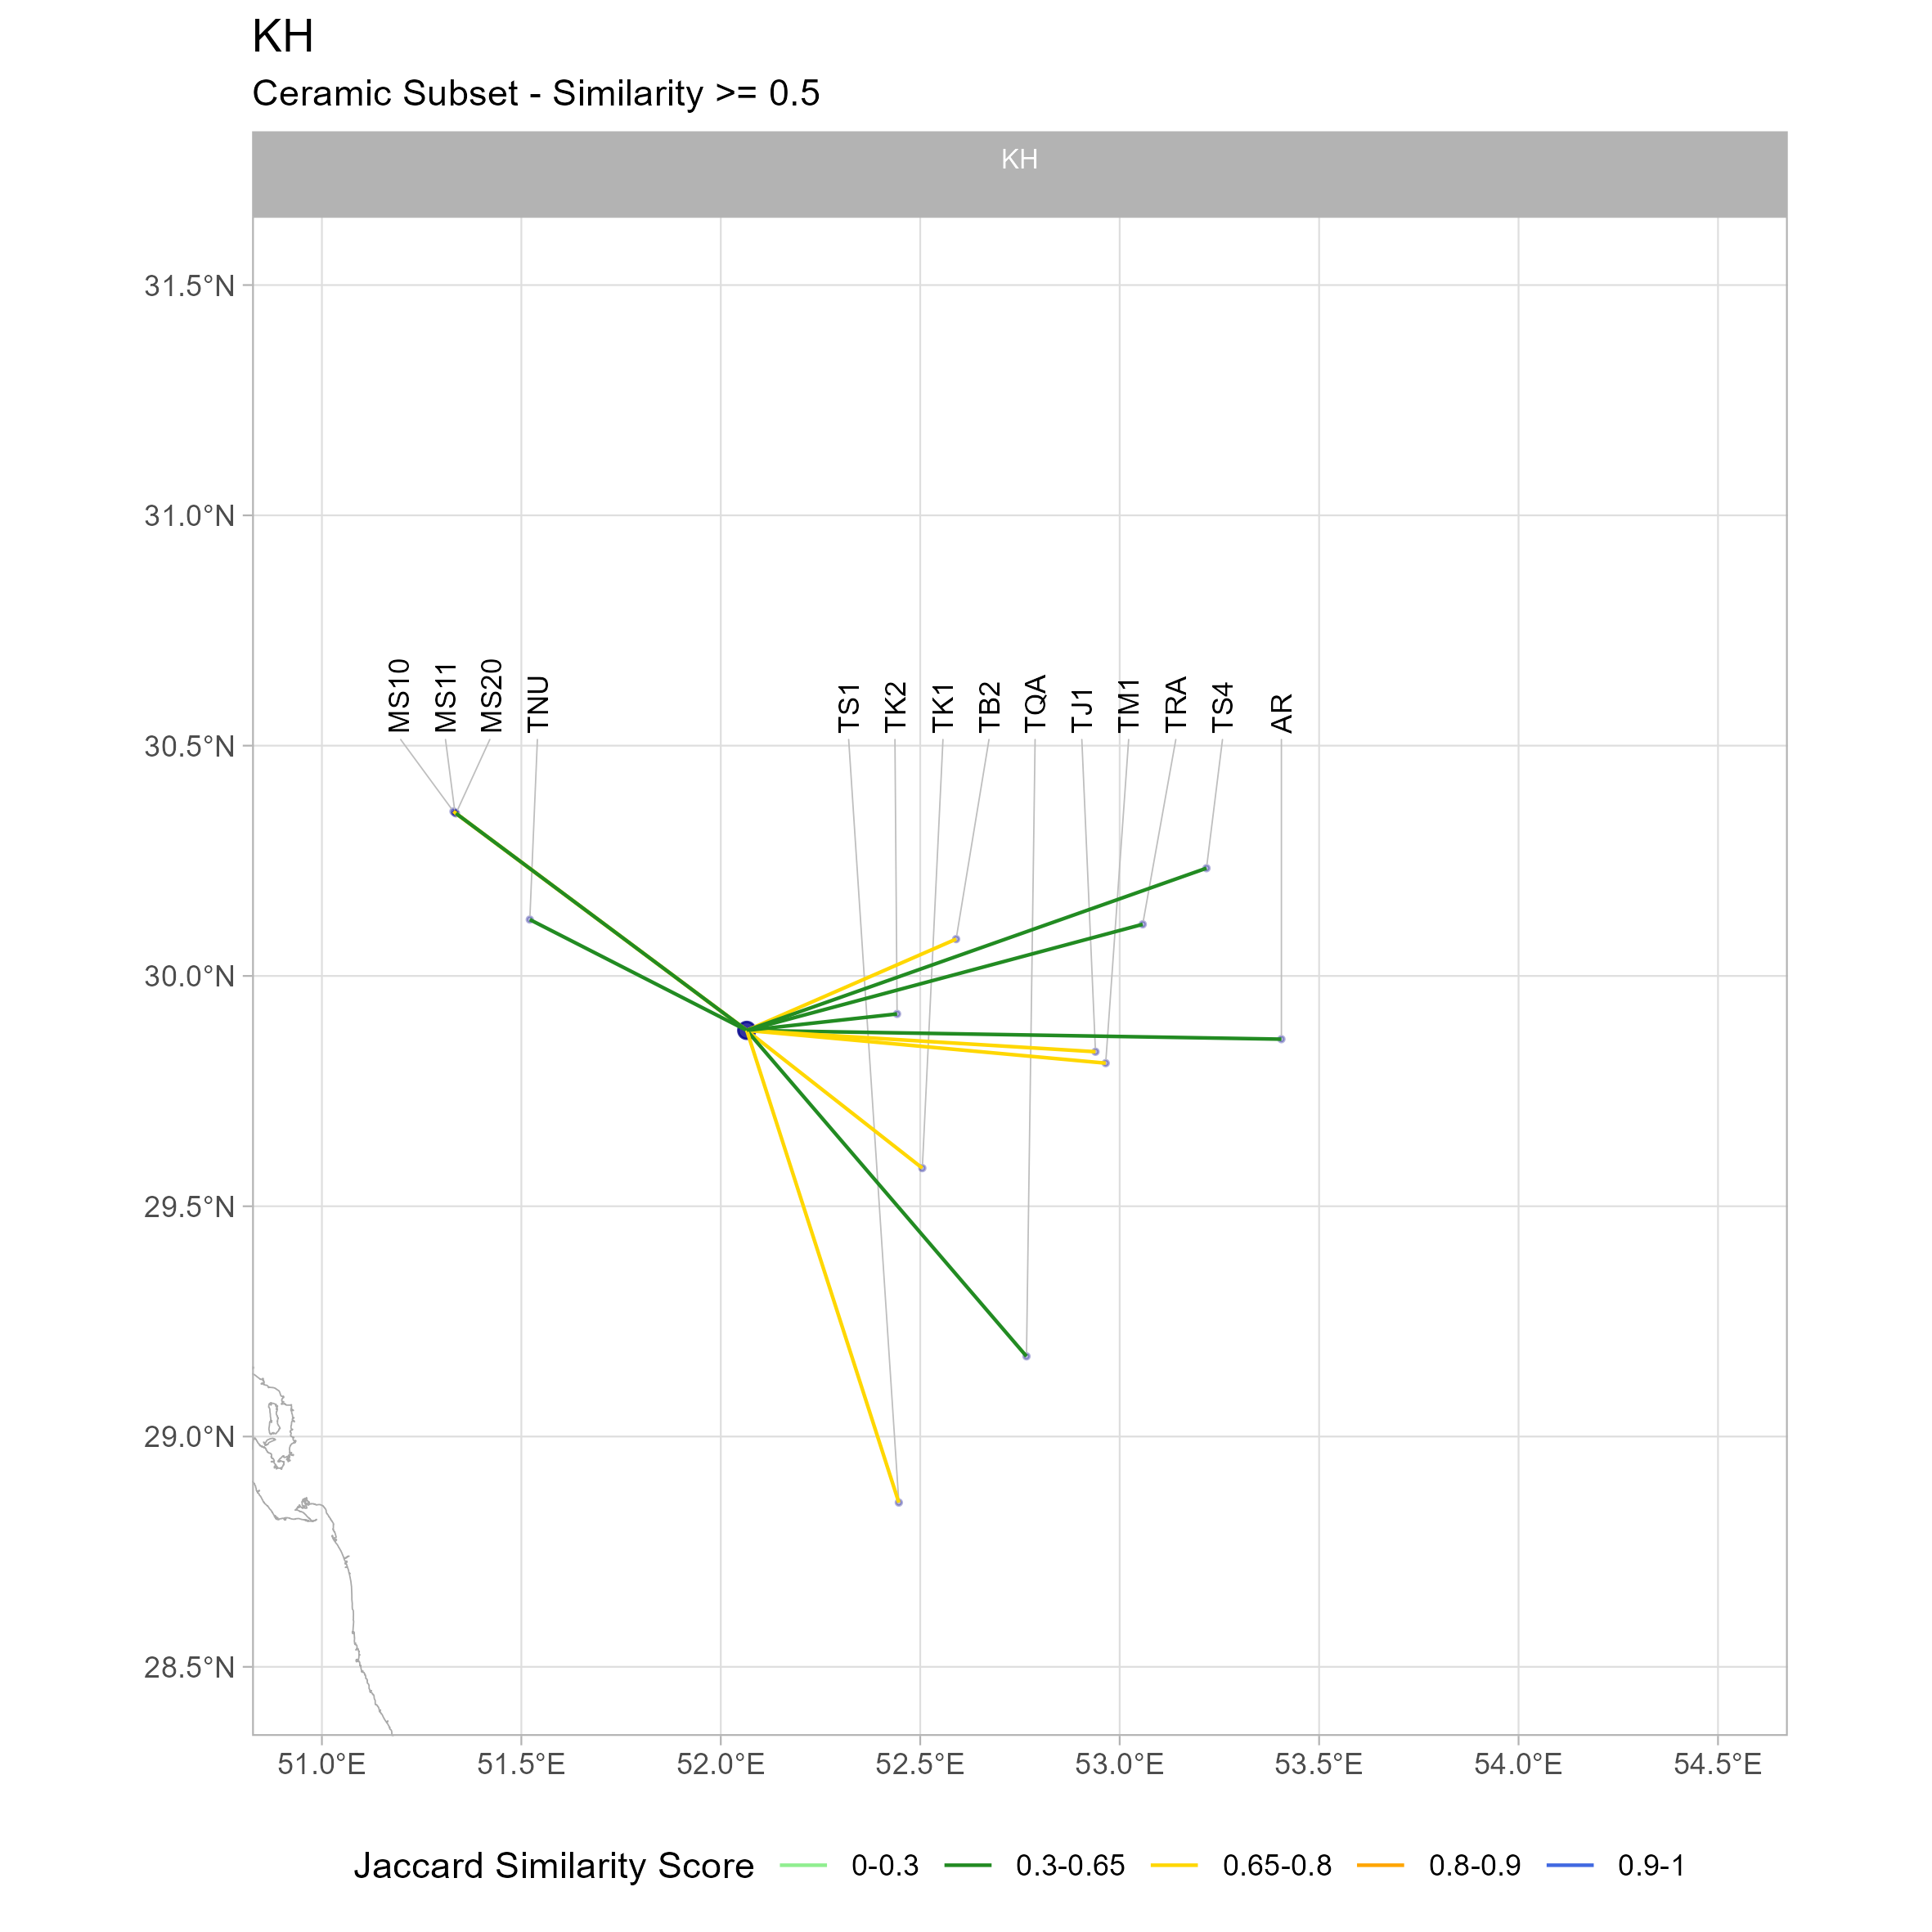 KH
Ceramic Subset - Similarity >= 0.5
KH
31.5°N
31.0°N
30.5°N
30.0°N
29.5°N
29.0°N
28.5°N
MS10
MS11
MS20
TNU
TS1
TK2
TK1
TB2
TQA
TJ1
TM1
TRA
TS4
AR
51.0°E 51.5°E 52.0°E 52.5°E 53.0°E 53.5°E 54.0°E 54.5°E
Jaccard Similarity Score 0-0.3 0.3-0.65 0.65-0.8 0.8-0.9 0.9-1